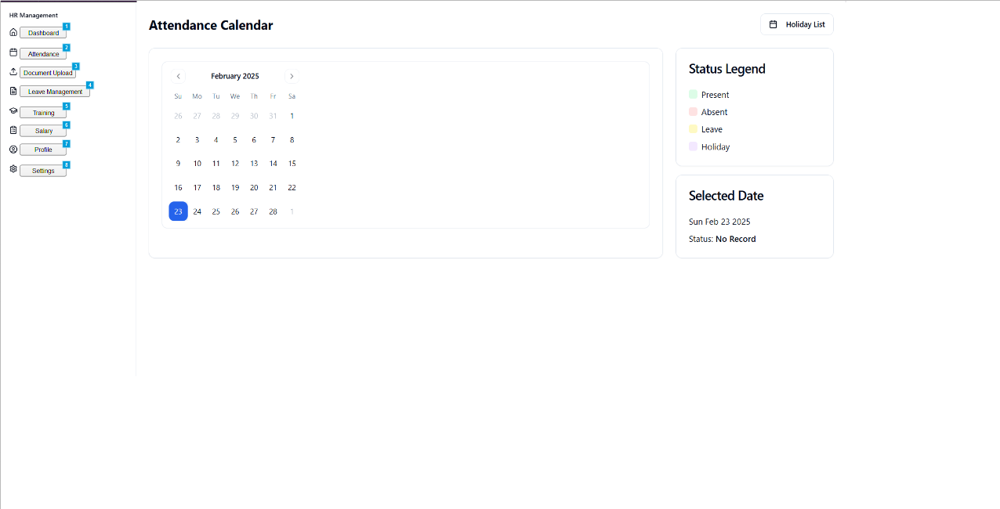 HR Management
Dashboard 1
Attendance 2
Document Upload 3
Leave Management 4
Training 5
Salary 6
Profile 7
Settings 8
Attendance Calendar
Holiday List
February 2025
Su Mo Tu We Th Fr Sa
26 27 28 29 30 31 1
2 3 4 5 6 7 8
9 10 11 12 13 14 15
16 17 18 19 20 21 22
23 24 25 26 27 28 1
Status Legend
Present
Absent
Leave
Holiday
Selected Date
Sun Feb 23 2025
Status: No Record